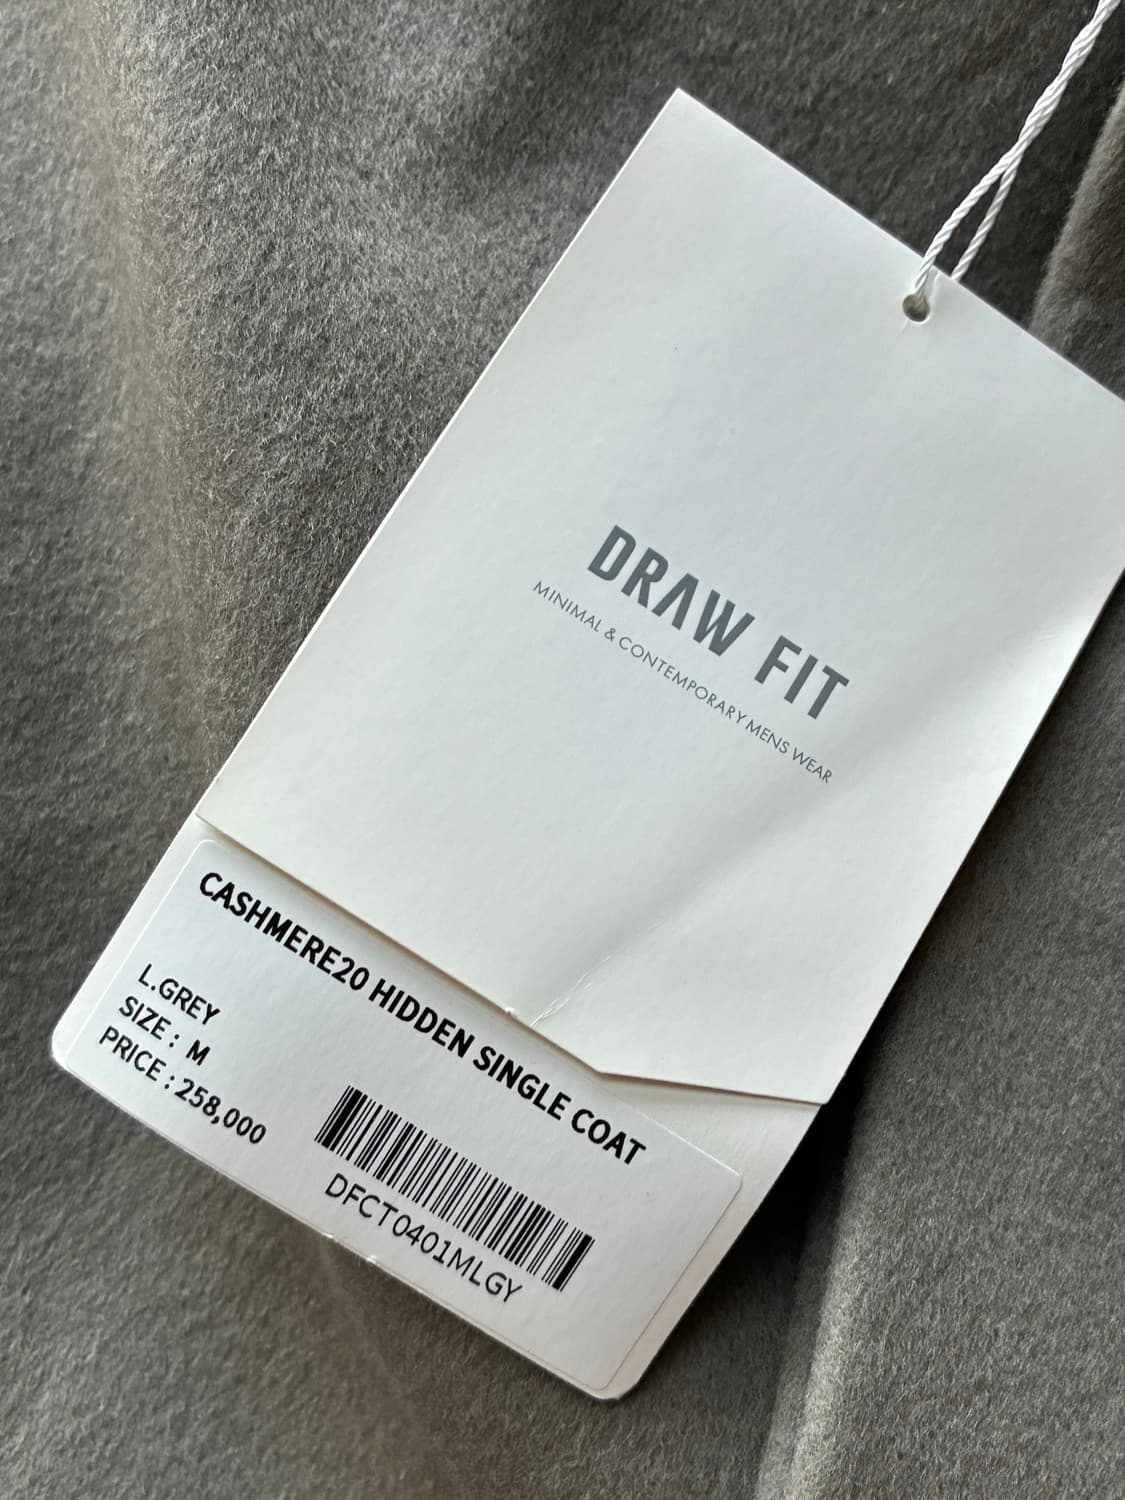 DRAW FIT
MINIMAL & CONTEMPORARY MENS WEAR
CASHMERE20 HIDDEN SINGLE COAT
L.GREY
SIZE : M
PRICE : 258,000
DFCT0401MLGY